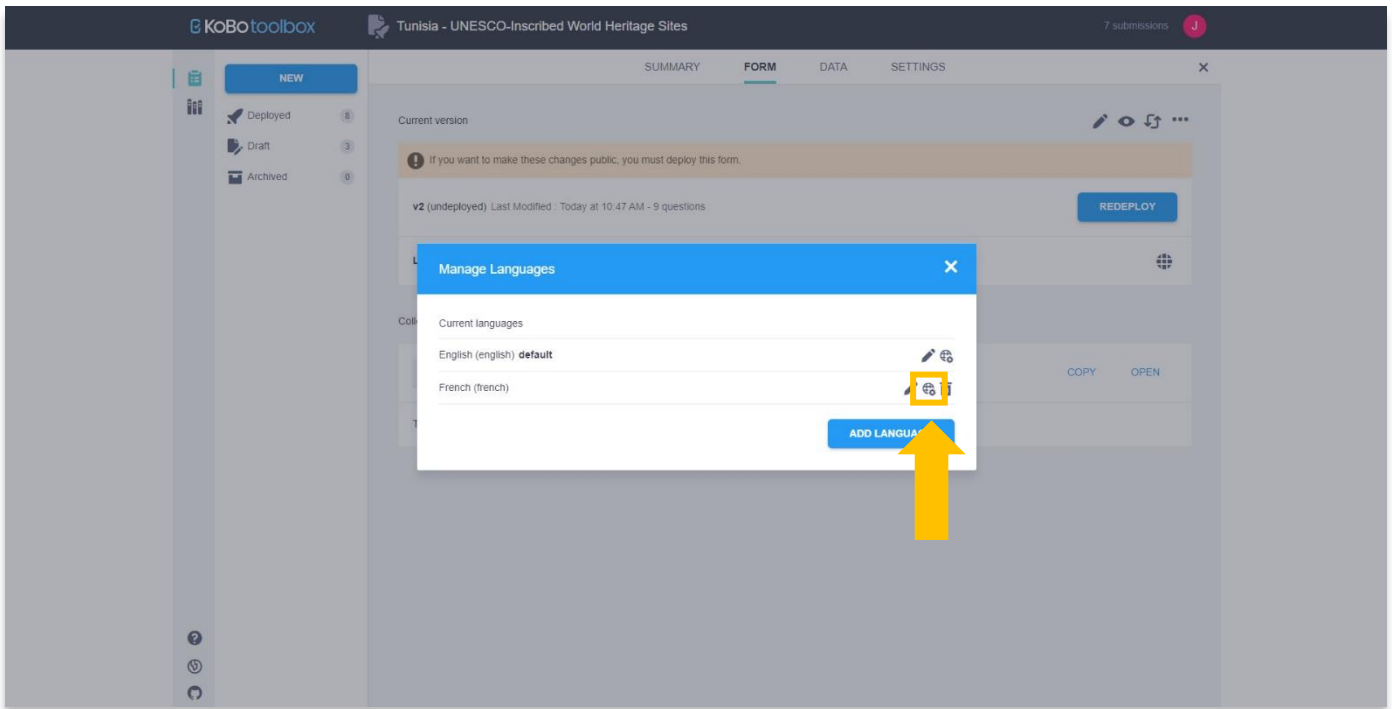 KoBotoolbox
Tunisia - UNESCO-Inscribed World Heritage Sites
7 submissions
J
NEW
SUMMARY FORM DATA SETTINGS
Deployed 8
Draft 3
Archived 0
Current version
If you want to make these changes public, you must deploy this form.
v2 (undeployed) Last Modified : Today at 10:47 AM - 9 questions
REDEPLOY
L
Manage Languages
Coll
Current languages
English (english) default
French (french)
COPY OPEN
T
ADD